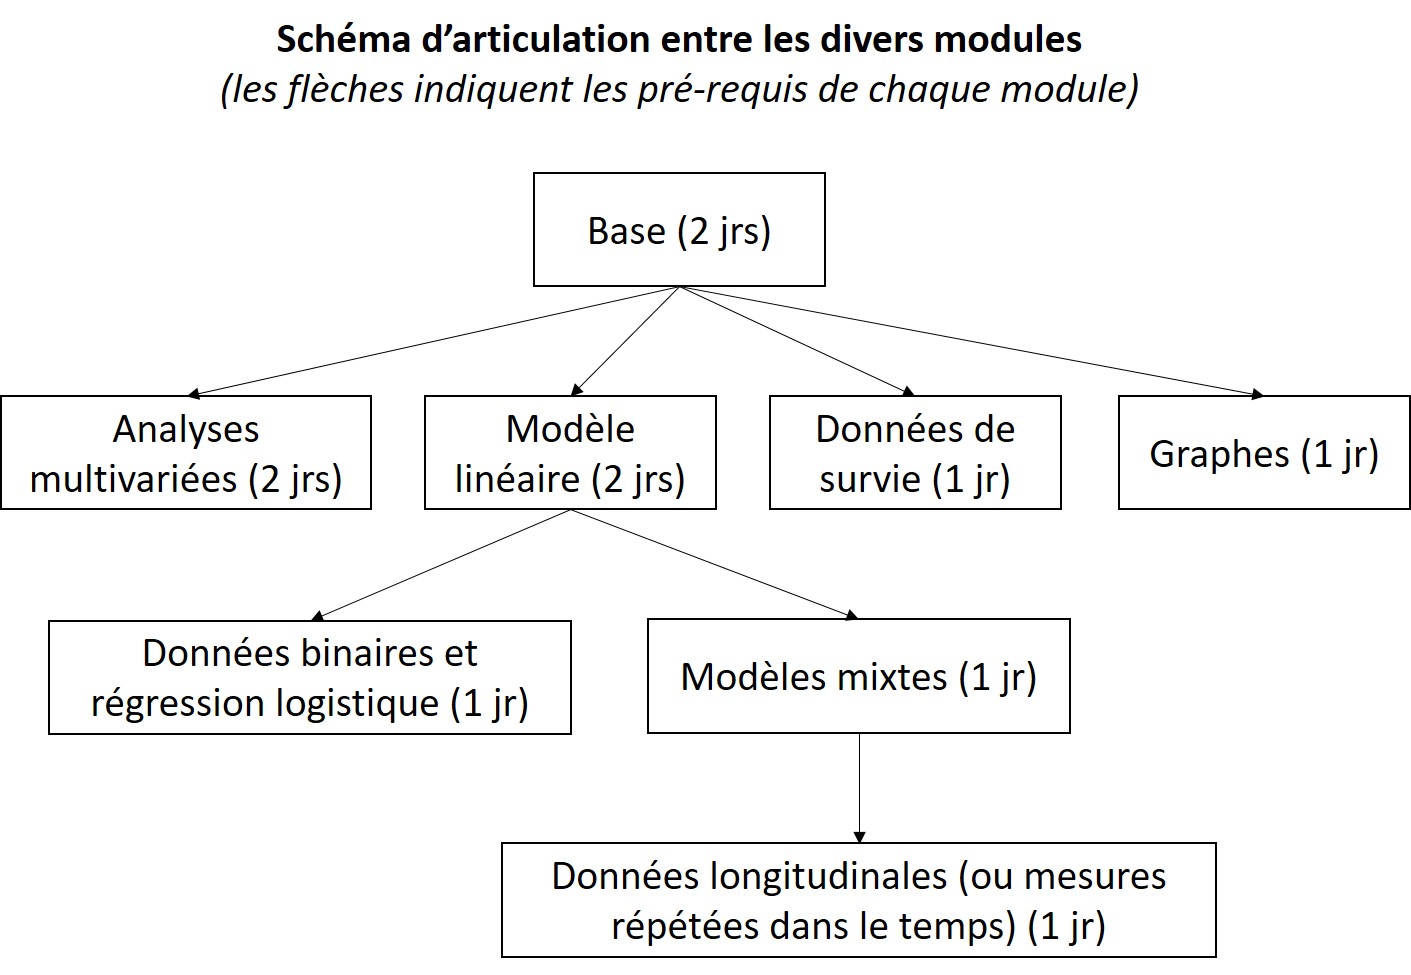 Schéma d’articulation entre les divers modules
(les flèches indiquent les pré-requis de chaque module)
Base (2 jrs)
Analyses
multivariées (2 jrs)
Modèle
linéaire (2 jrs)
Données de
survie (1 jr)
Graphes (1 jr)
Données binaires et
régression logistique (1 jr)
Modèles mixtes (1 jr)
Données longitudinales (ou mesures
répétées dans le temps) (1 jr)